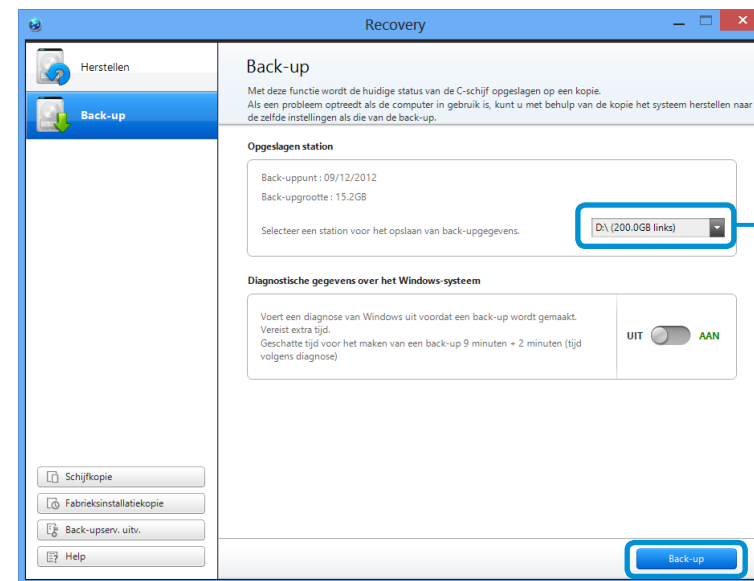 Recovery
Herstellen
Back-up
Back-up
Met deze functie wordt de huidige status van de C-schijf opgeslagen op een kopie.
Als een probleem optreedt als de computer in gebruik is, kunt u met behulp van de kopie het systeem herstellen naar
de zelfde instellingen als die van de back-up.
Opgeslagen station
Back-uppunt : 09/12/2012
Back-upgrootte : 15.2GB
Selecteer een station voor het opslaan van back-upgegevens.
D:\ (200.0GB links)
Diagnostische gegevens over het Windows-systeem
Voert een diagnose van Windows uit voordat een back-up wordt gemaakt.
Vereist extra tijd.
Geschatte tijd voor het maken van een back-up 9 minuten + 2 minuten (tijd
volgens diagnose)
UIT AAN
Schijfkopie
Fabrieksinstallatiekopie
Back-upserv. uitv.
Help
Back-up